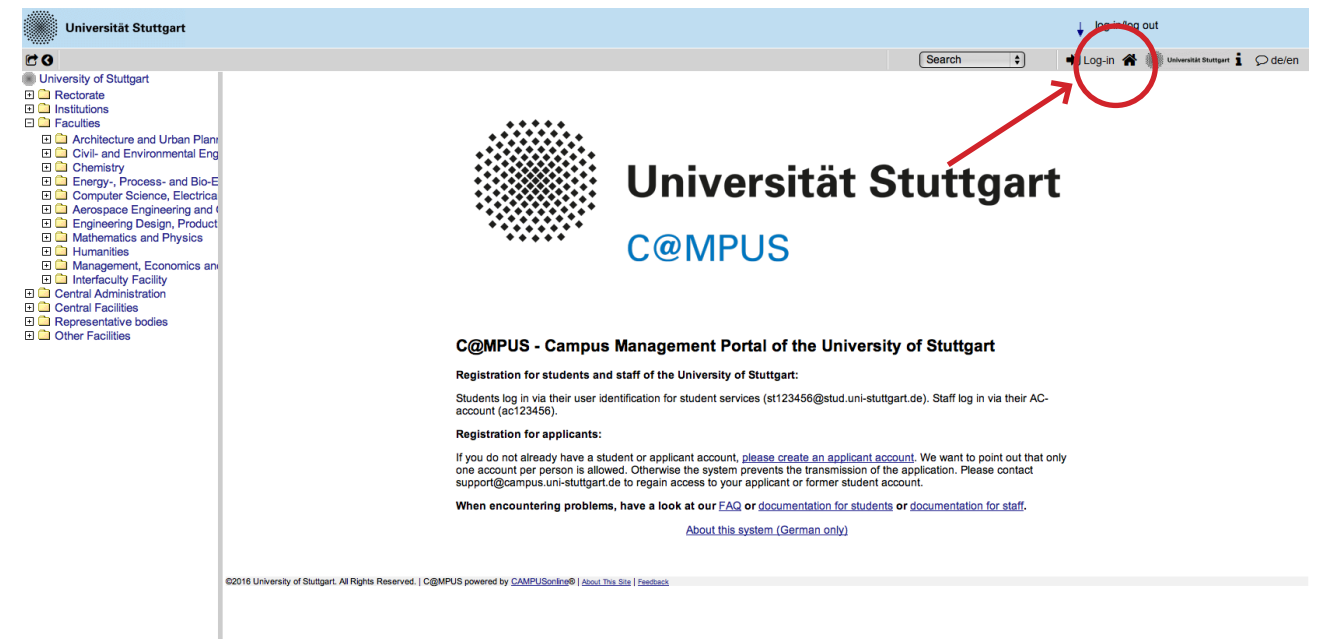 Universität Stuttgart
log-in/log out
Search
Log-in
Universität Stuttgart
de/en
University of Stuttgart
Rectorate
Institutions
Faculties
Architecture and Urban Plan
Civil- and Environmental Eng
Chemistry
Energy-, Process- and Bio-E
Computer Science, Electrica
Aerospace Engineering and
Engineering Design, Product
Mathematics and Physics
Humanities
Management, Economics an
Interfaculty Facility
Central Administration
Central Facilities
Representative bodies
Other Facilities
Universität Stuttgart
C@MPUS
C@MPUS - Campus Management Portal of the University of Stuttgart
Registration for students and staff of the University of Stuttgart:
Students log in via their user identification for student services (st123456@stud.uni-stuttgart.de). Staff log in via their AC-
account (ac123456).
Registration for applicants:
If you do not already have a student or applicant account, please create an applicant account. We want to point out that only
one account per person is allowed. Otherwise the system prevents the transmission of the application. Please contact
support@campus.uni-stuttgart.de to regain access to your applicant or former student account.
When encountering problems, have a look at our FAQ or documentation for students or documentation for staff.
About this system (German only)
©2016 University of Stuttgart. All Rights Reserved. | C@MPUS powered by CAMPUSonline® | About This Site | Feedback